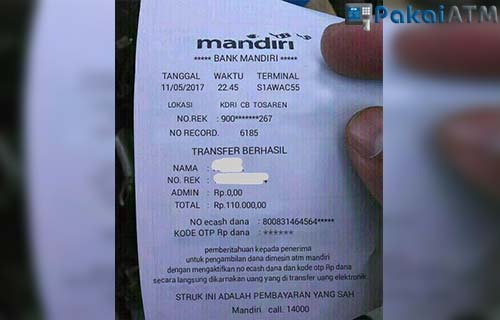 PakaiATM
mandiri
***** BANK MANDIRI *****
TANGGAL WAKTU TERMINAL
11/05/2017 22.45 S1AWAC55
LOKASI KDRI CB TOSAREN
NO.REK : 900*******267
NO RECORD. 6185
TRANSFER BERHASIL
NAMA :
NO. REK :
ADMIN : Rp.0,00
TOTAL : Rp.110.000,00
NO ecash dana : 800831464564*****
KODE OTP Rp dana : ******
pemberitahuan kepada penerima
untuk pengambilan dana dimesin atm mandiri
dengan mengaktifkan no ecash dana dan kode otp Rp dana
secara langsung dikarnakan uang yang di transfer uang elektronik.
STRUK INI ADALAH PEMBAYARAN YANG SAH
Mandiri call. 14000